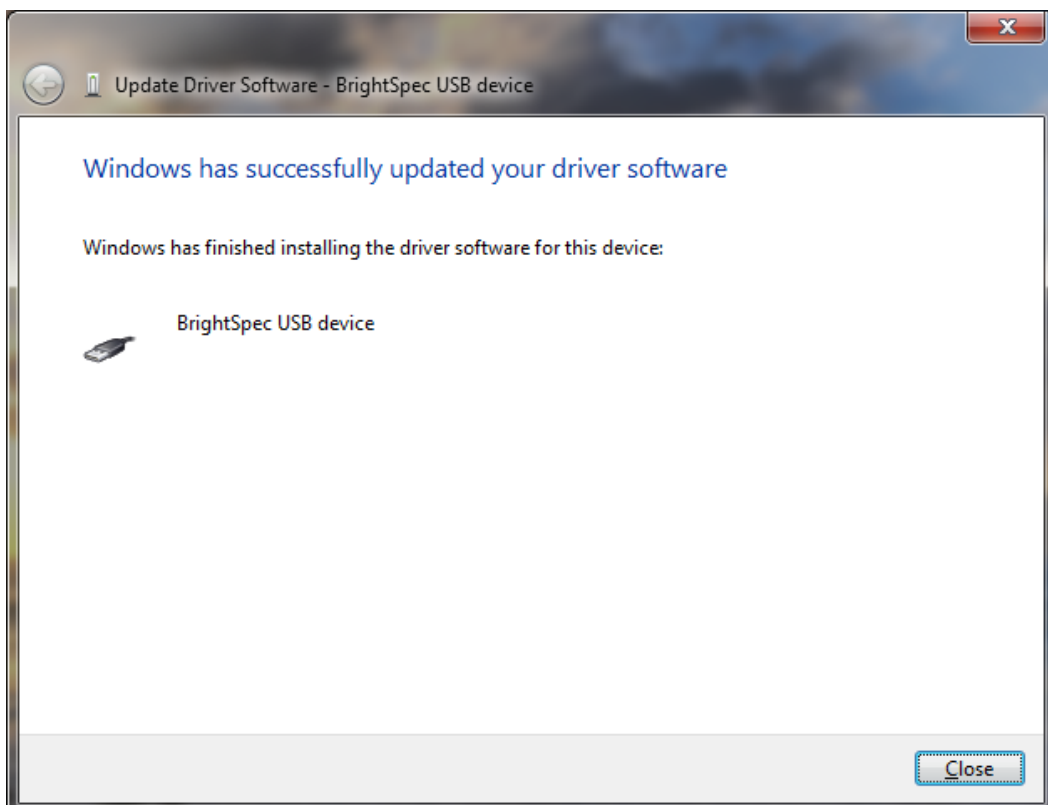 Update Driver Software - BrightSpec USB device
Windows has successfully updated your driver software
Windows has finished installing the driver software for this device:
BrightSpec USB device
Close